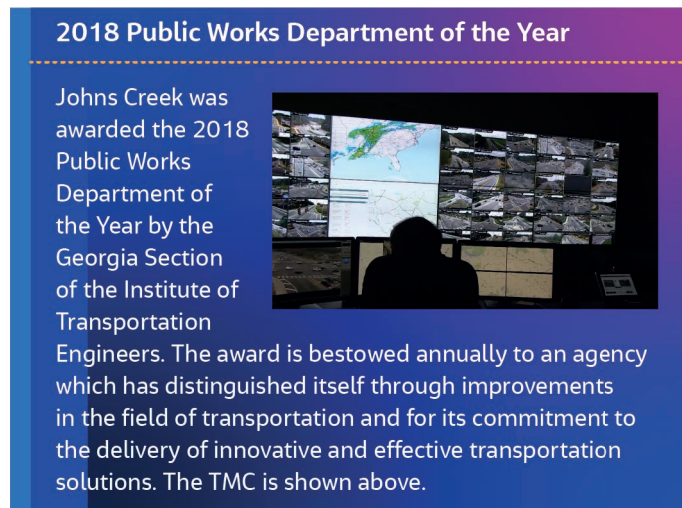 2018 Public Works Department of the Year
Johns Creek was
awarded the 2018
Public Works
Department of
the Year by the
Georgia Section
of the Institute of
Transportation
Engineers. The award is bestowed annually to an agency
which has distinguished itself through improvements
in the field of transportation and for its commitment to
the delivery of innovative and effective transportation
solutions. The TMC is shown above.